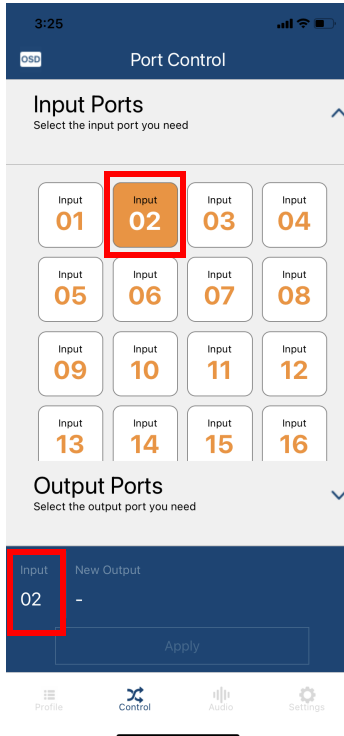 3:25
OSD
Port Control
Input Ports
Select the input port you need
Input Input Input Input
01 02 03 04
Input Input Input Input
05 06 07 08
Input Input Input Input
09 10 11 12
Input Input Input Input
13 14 15 16
Output Ports
Select the output port you need
Input New Output
02 -
Apply
Profile Control Audio Settings